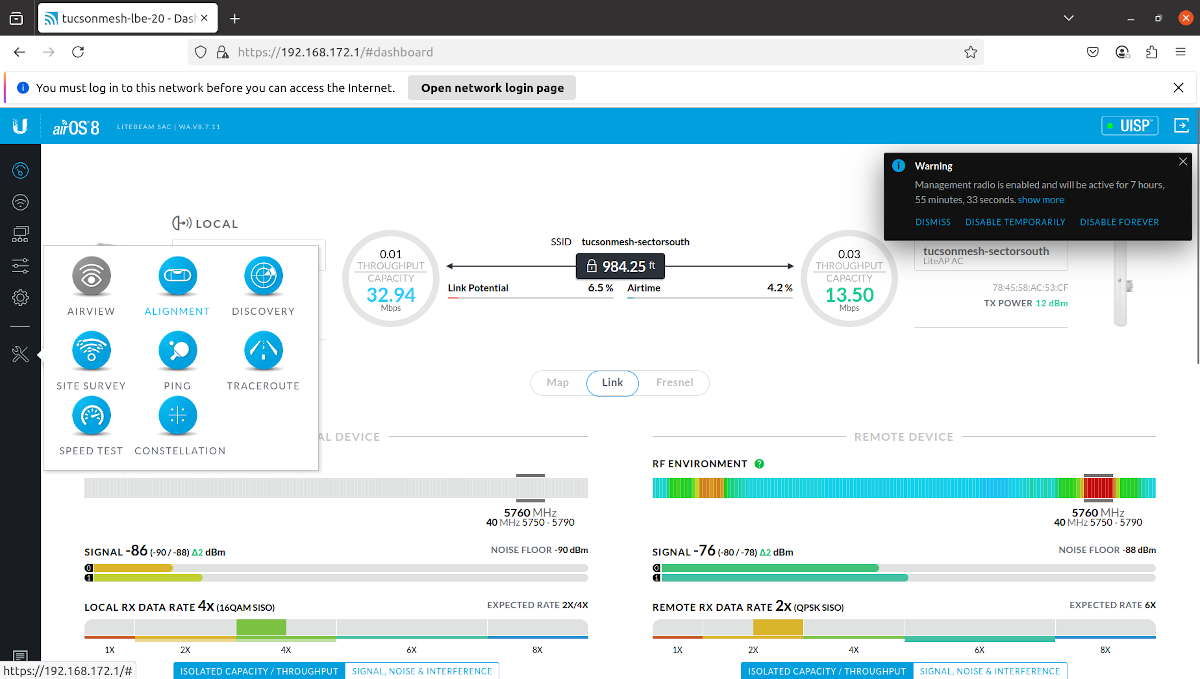 tucsonmesh-lbe-20 - Das
https://192.168.172.1/#dashboard
You must log in to this network before you can access the Internet.
Open network login page
U
airOS 8
LITEBEAM 5AC | WA.V8.7.11
UISP
Warning
Management radio is enabled and will be active for 7 hours,
55 minutes, 33 seconds. show more
DISMISS DISABLE TEMPORARILY DISABLE FOREVER
LOCAL
AIRVIEW
ALIGNMENT
DISCOVERY
SITE SURVEY
PING
TRACEROUTE
SPEED TEST
CONSTELLATION
0.01
THROUGHPUT
CAPACITY
32.94
Mbps
SSID tucsonmesh-sectorsouth
984.25 ft
Link Potential 6.5 %
Airtime 4.2 %
0.03
THROUGHPUT
CAPACITY
13.50
Mbps
tucsonmesh-sectorsouth
LiteAP AC
78:45:58:AC:53:CF
TX POWER 12 dBm
Map Link Fresnel
AL DEVICE
5760 MHz
40 MHz 5750 - 5790
SIGNAL -86 (-90 / -88) Δ2 dBm
NOISE FLOOR -90 dBm
0
1
LOCAL RX DATA RATE 4x (16QAM SISO)
EXPECTED RATE 2X/4X
1X 2X 4X 6X 8X
ISOLATED CAPACITY / THROUGHPUT SIGNAL, NOISE & INTERFERENCE
REMOTE DEVICE
RF ENVIRONMENT ?
5760 MHz
40 MHz 5750 - 5790
SIGNAL -76 (-80 / -78) Δ2 dBm
NOISE FLOOR -88 dBm
0
1
REMOTE RX DATA RATE 2x (QPSK SISO)
EXPECTED RATE 6X
1X 2X 4X 6X 8X
ISOLATED CAPACITY / THROUGHPUT SIGNAL, NOISE & INTERFERENCE
https://192.168.172.1/#